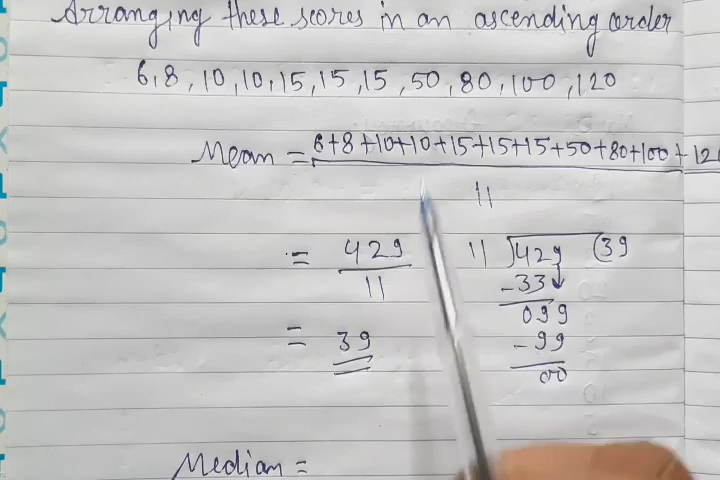 Arranging these scores in an ascending order
6, 8, 10, 10, 15, 15, 15, 50, 80, 100, 120
Mean = 6+8+10+10+15+15+15+50+80+100+120
11
= 429 11)429(39
11 -33
099
= 39 -99
00
Median =